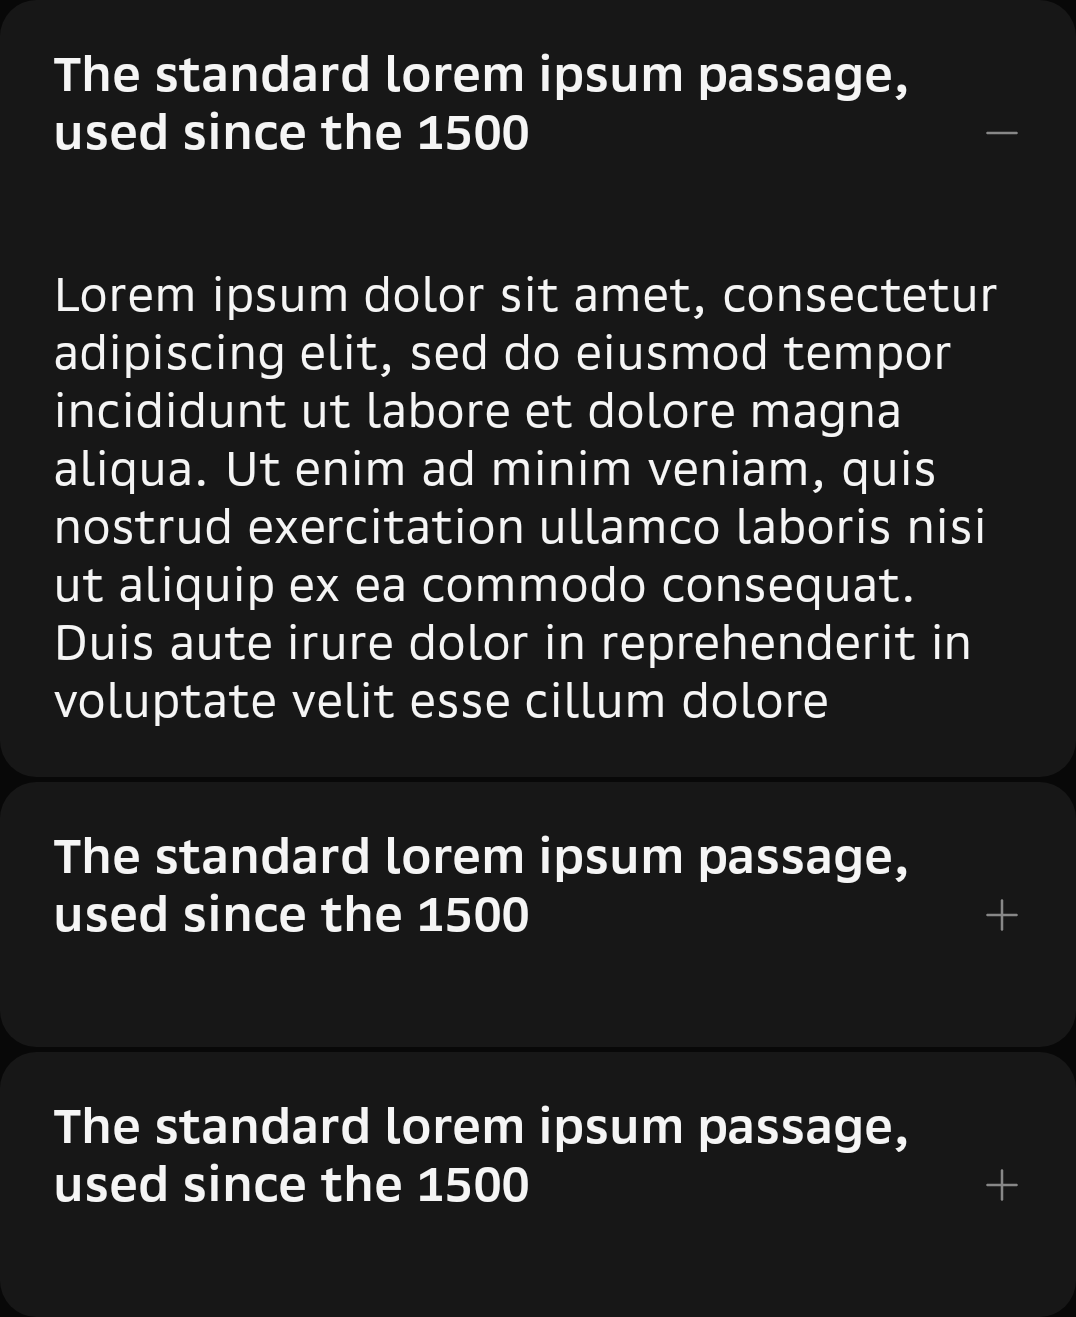 The standard lorem ipsum passage,
used since the 1500
Lorem ipsum dolor sit amet, consectetur
adipiscing elit, sed do eiusmod tempor
incididunt ut labore et dolore magna
aliqua. Ut enim ad minim veniam, quis
nostrud exercitation ullamco laboris nisi
ut aliquip ex ea commodo consequat.
Duis aute irure dolor in reprehenderit in
voluptate velit esse cillum dolore
The standard lorem ipsum passage,
used since the 1500
The standard lorem ipsum passage,
used since the 1500